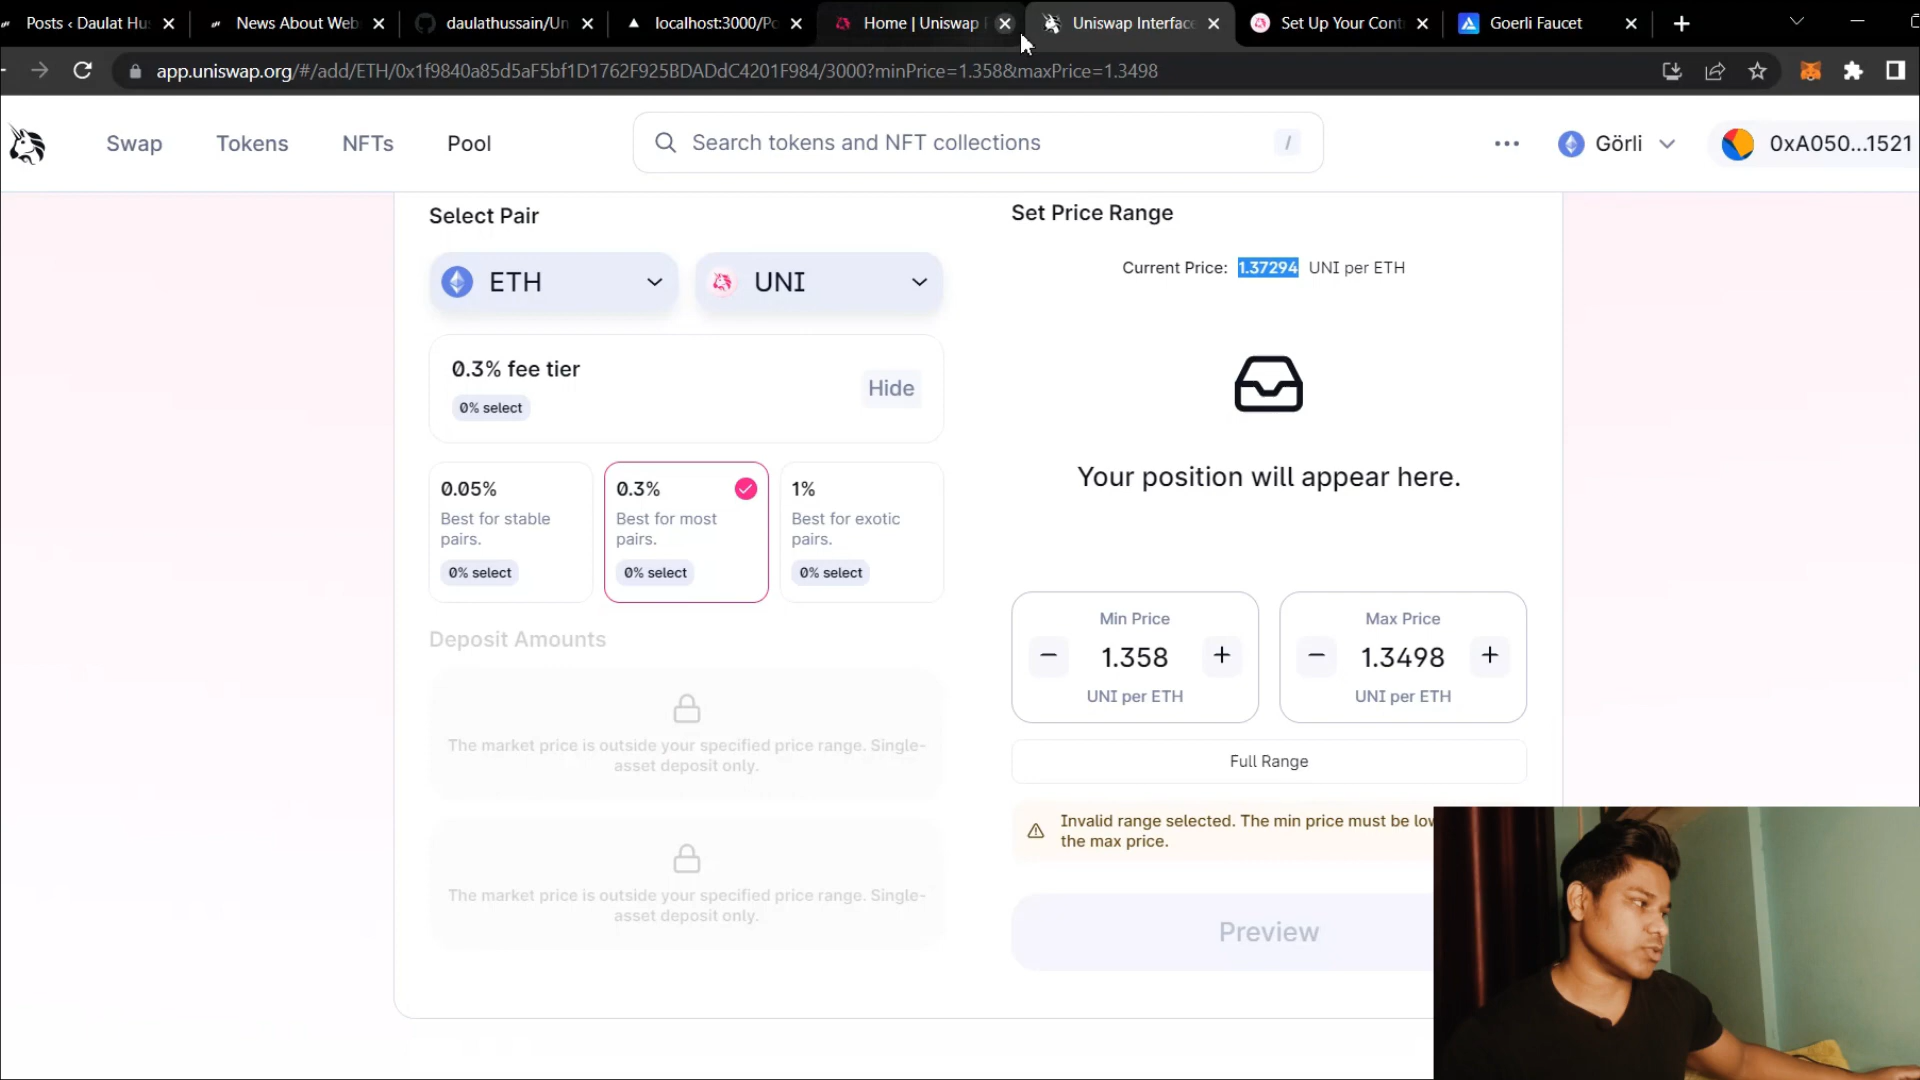 Posts ‹ Daulat Hu
News About Web
daulathussain/Un
localhost:3000/Po
Home | Uniswap
Uniswap Interface
Set Up Your Cont
Goerli Faucet
app.uniswap.org/#/add/ETH/0x1f9840a85d5aF5bf1D1762F925BDADdC4201F984/3000?minPrice=1.358&maxPrice=1.3498
Swap
Tokens
NFTs
Pool
Search tokens and NFT collections
/
Görli
0xA050...1521
Select Pair
ETH
UNI
0.3% fee tier
0% select
Hide
0.05%
Best for stable
pairs.
0% select
0.3%
Best for most
pairs.
0% select
1%
Best for exotic
pairs.
0% select
Deposit Amounts
The market price is outside your specified price range. Single-
asset deposit only.
The market price is outside your specified price range. Single-
asset deposit only.
Set Price Range
Current Price: 1.37294 UNI per ETH
Your position will appear here.
Min Price
1.358
UNI per ETH
Max Price
1.3498
UNI per ETH
Full Range
Invalid range selected. The min price must be low
the max price.
Preview